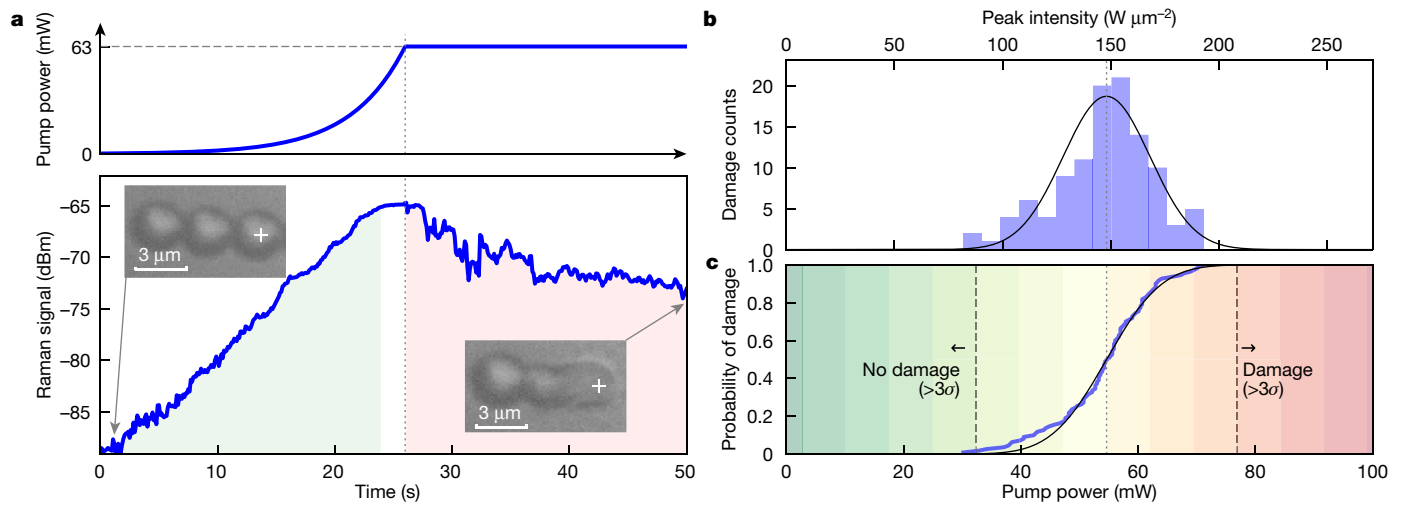 a
Pump power (mW)
63
0
Raman signal (dBm)
−65
−70
−75
−80
−85
3 μm
3 μm
0
10
20
30
40
50
Time (s)
b
Peak intensity (W μm⁻²)
0
50
100
150
200
250
Damage counts
20
15
10
5
0
c
Probability of damage
1.0
0.8
0.6
0.4
0.2
0
← →
No damage
(>3σ)
Damage
(>3σ)
0
20
40
60
80
100
Pump power (mW)